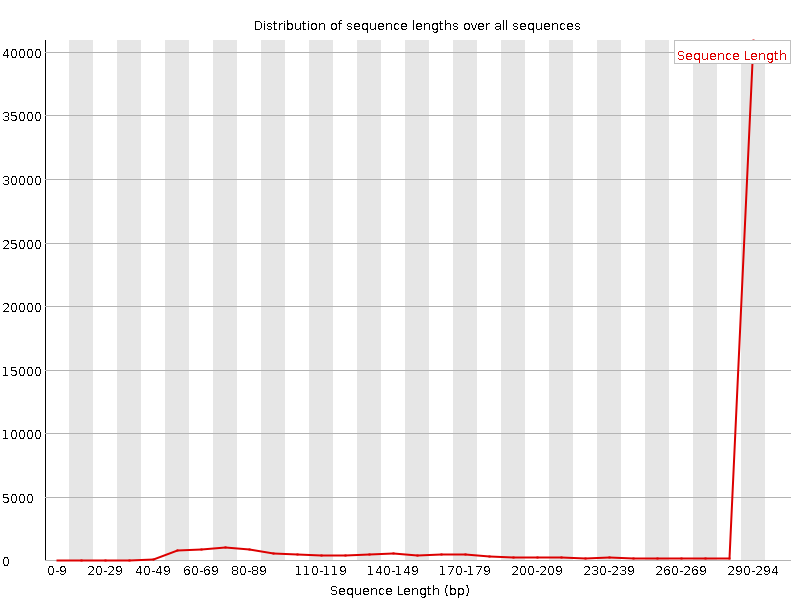 Distribution of sequence lengths over all sequences
Sequence Length
40000
35000
30000
25000
20000
15000
10000
5000
0
0-9 20-29 40-49 60-69 80-89 110-119 140-149 170-179 200-209 230-239 260-269 290-294
Sequence Length (bp)